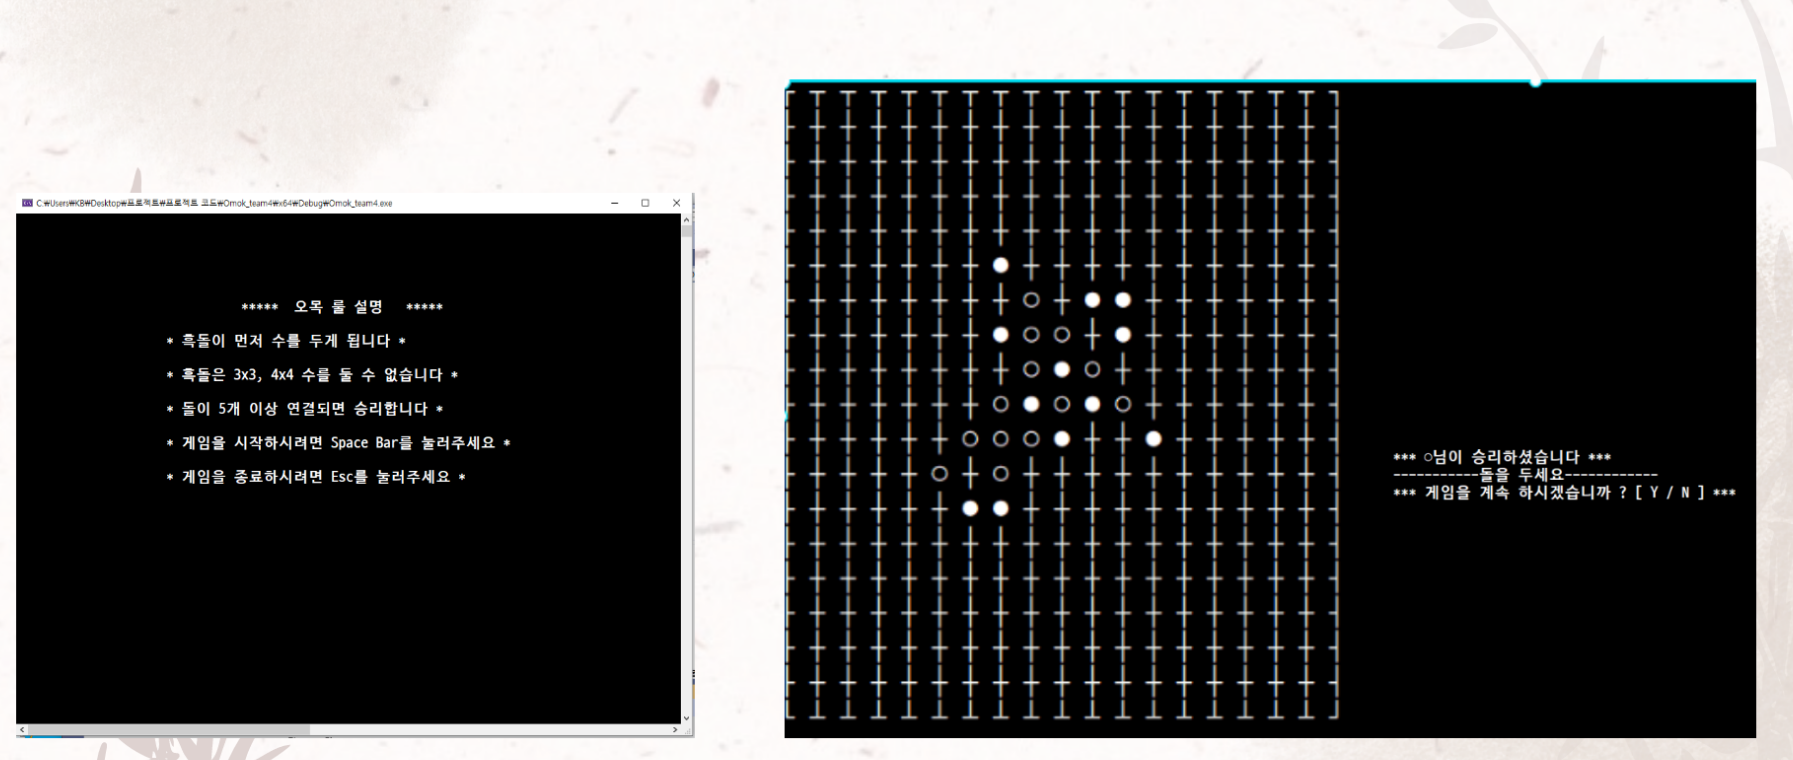 C:₩Users₩KB₩Desktop₩프로젝트₩프로젝트 코드₩Omok_team4₩x64₩Debug₩Omok_team4.exe
***** 오목 룰 설명 *****
* 흑돌이 먼저 수를 두게 됩니다 *
* 흑돌은 3x3, 4x4 수를 둘 수 없습니다 *
* 돌이 5개 이상 연결되면 승리합니다 *
* 게임을 시작하시려면 Space Bar를 눌러주세요 *
* 게임을 종료하시려면 Esc를 눌러주세요 *
*** ○님이 승리하셨습니다 ***
-----------돌을 두세요------------
*** 게임을 계속 하시겠습니까 ? [ Y / N ] ***